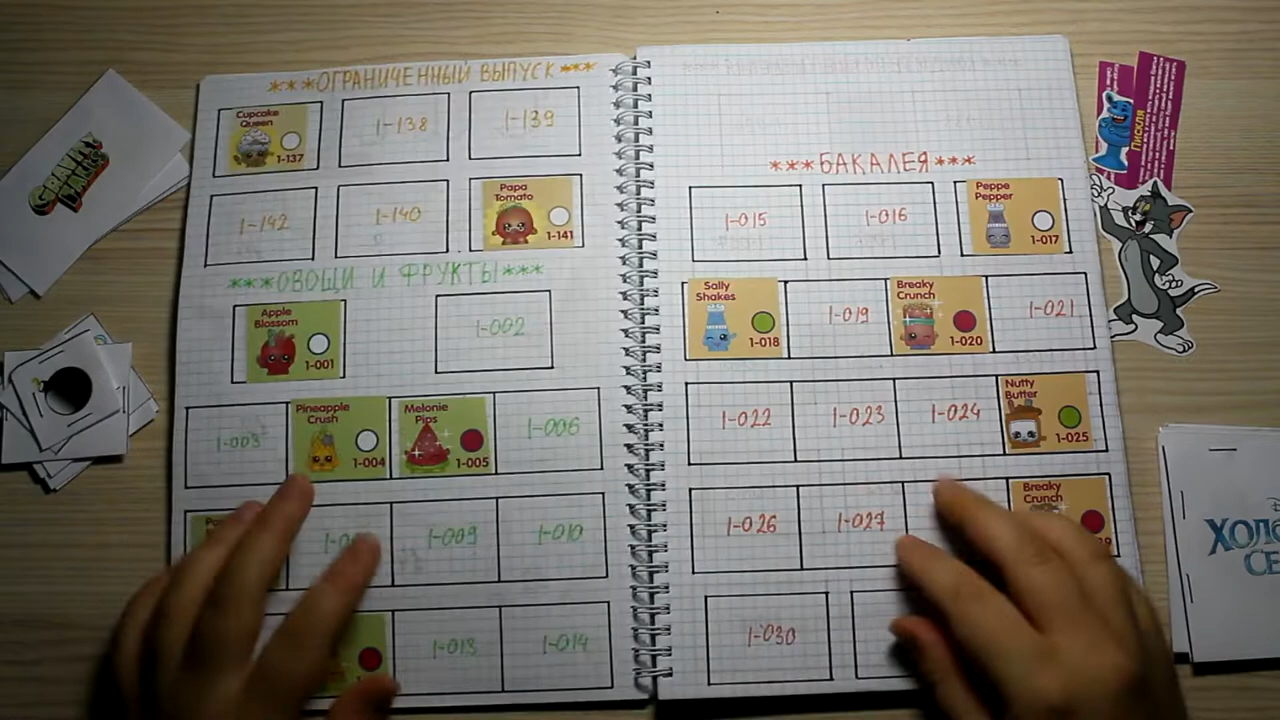 ***ОГРАНИЧЕННЫЙ ВЫПУСК***
Cupcake Queen 1-137
1-138
1-139
1-142
1-140
Papa Tomato 1-141
***ОВОЩИ И ФРУКТЫ***
Apple Blossom 1-001
1-002
1-003
Pineapple Crush 1-004
Melonie Pips 1-005
1-006
1-009
1-010
1-013
1-014
***БАКАЛЕЯ***
1-015
1-016
Peppe Pepper 1-017
Sally Shakes 1-018
1-019
Breaky Crunch 1-020
1-021
1-022
1-023
1-024
Nutty Butter 1-025
1-026
1-027
Breaky Crunch
1-030
GRAVITY FALLS
ПИСКЛЯ